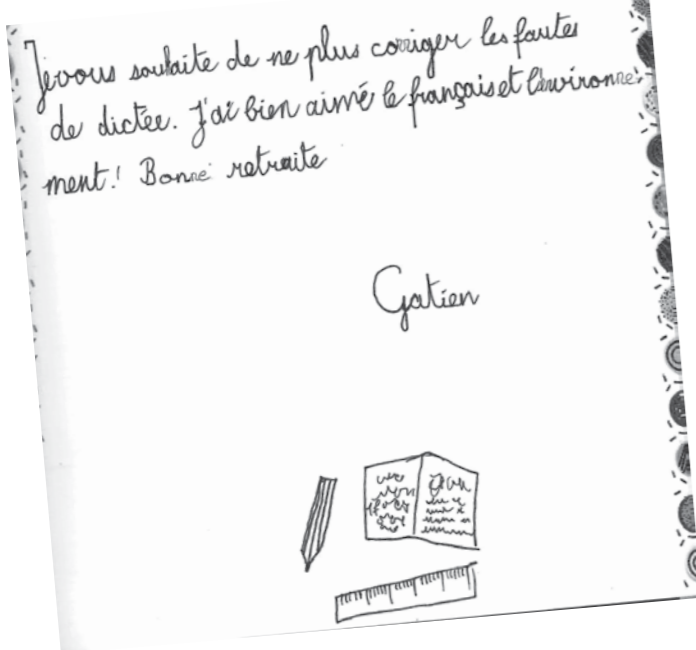 Je vous souhaite de ne plus corriger les fautes
de dictée. J'ai bien aimé le français et l'environne-
ment! Bonne retraite
Gatien